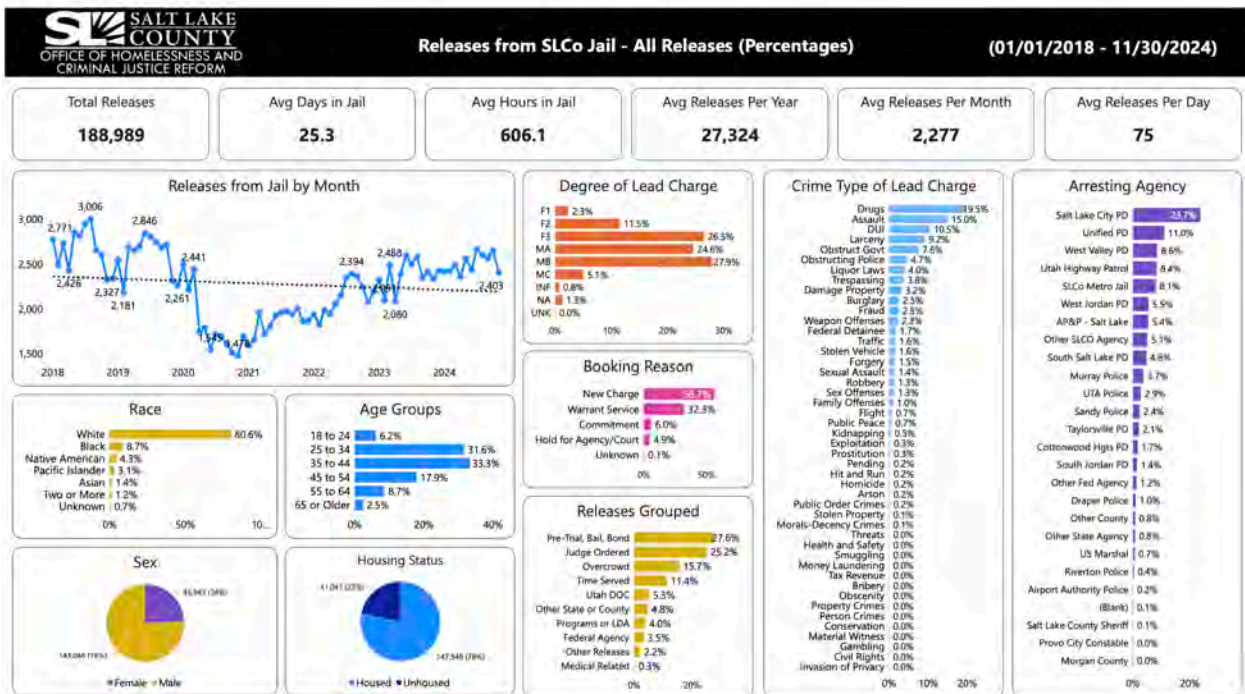 SALT LAKE
COUNTY
OFFICE OF HOMELESSNESS AND
CRIMINAL JUSTICE REFORM
Releases from SLCo Jail - All Releases (Percentages)
(01/01/2018 - 11/30/2024)
Total Releases
188,989
Avg Days in Jail
25.3
Avg Hours in Jail
606.1
Avg Releases Per Year
27,324
Avg Releases Per Month
2,277
Avg Releases Per Day
75
Releases from Jail by Month
3,000
2,500
2,000
1,500
2,771
2,426
3,006
2,327
2,181
2,846
2,261
2,441
2,394
2,488
2,080
2,403
2018 2019 2020 2021 2022 2023 2024
Race
White 80.6%
Black 8.7%
Native American 4.3%
Pacific Islander 3.1%
Asian 1.4%
Two or More 1.2%
Unknown 0.7%
0% 50% 10...
Age Groups
18 to 24 6.2%
25 to 34 31.6%
35 to 44 33.3%
45 to 54 17.9%
55 to 64 8.7%
65 or Older 2.5%
0% 20% 40%
Sex
Female Male
Housing Status
Housed Unhoused
Degree of Lead Charge
F1 2.3%
F2 11.5%
F3 26.5%
MA 24.6%
MB 27.9%
MC 5.1%
INF 0.8%
NA 1.3%
UNK 0.0%
0% 10% 20% 30%
Booking Reason
New Charge 56.7%
Warrant Service 32.3%
Commitment 6.0%
Hold for Agency/Court 4.9%
Unknown 0.1%
0% 50%
Releases Grouped
Pre-Trial, Bail, Bond 27.6%
Judge Ordered 25.2%
Overcrowd 15.7%
Time Served 11.4%
Utah DOC 5.3%
Other State or County 4.8%
Programs or LDA 4.0%
Federal Agency 3.5%
Other Releases 2.2%
Medical Related 0.3%
0% 20%
Crime Type of Lead Charge
Drugs 19.5%
Assault 15.0%
DUI 10.5%
Larceny 9.2%
Obstruct Govt 7.6%
Obstructing Police 4.7%
Liquor Laws 4.0%
Trespassing 3.8%
Damage Property 3.2%
Burglary 2.5%
Fraud 2.3%
Weapon Offenses 2.2%
Federal Detainee 1.7%
Traffic 1.6%
Stolen Vehicle 1.6%
Forgery 1.5%
Sexual Assault 1.4%
Robbery 1.3%
Sex Offenses 1.3%
Family Offenses 1.0%
Flight 0.7%
Public Peace 0.7%
Kidnapping 0.5%
Exploitation 0.3%
Prostitution 0.3%
Pending 0.2%
Hit and Run 0.2%
Homicide 0.2%
Arson 0.2%
Public Order Crimes 0.2%
Stolen Property 0.1%
Morals-Decency Crimes 0.1%
Threats 0.0%
Health and Safety 0.0%
Smuggling 0.0%
Money Laundering 0.0%
Tax Revenue 0.0%
Bribery 0.0%
Obscenity 0.0%
Property Crimes 0.0%
Person Crimes 0.0%
Conservation 0.0%
Material Witness 0.0%
Gambling 0.0%
Civil Rights 0.0%
Invasion of Privacy 0.0%
0% 10% 20%
Arresting Agency
Salt Lake City PD 23.7%
Unified PD 11.0%
West Valley PD 8.6%
Utah Highway Patrol 8.4%
SLCo Metro Jail 8.1%
West Jordan PD 5.5%
AP&P - Salt Lake 5.4%
Other SLCO Agency 5.1%
South Salt Lake PD 4.8%
Murray Police 3.7%
UTA Police 2.9%
Sandy Police 2.4%
Taylorsville PD 2.1%
Cottonwood Hgts PD 1.7%
South Jordan PD 1.4%
Other Fed Agency 1.2%
Draper Police 1.0%
Other County 0.8%
Other State Agency 0.8%
US Marshal 0.7%
Riverton Police 0.4%
Airport Authority Police 0.2%
(Blank) 0.1%
Salt Lake County Sheriff 0.1%
Provo City Constable 0.0%
Morgan County 0.0%
0% 20%